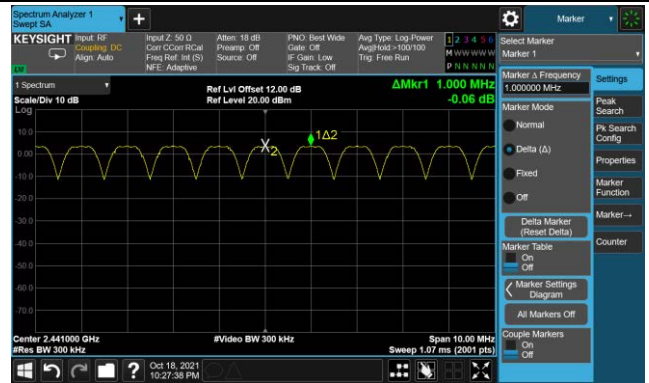 Spectrum Analyzer 1
Swept SA
Marker
KEYSIGHT
Input: RF
Coupling: DC
Align: Auto
Input Z: 50 Ω
Corr CCorr RCal
Freq Ref: Int (S)
NFE: Adaptive
Atten: 18 dB
Preamp: Off
Source: Off
PNO: Best Wide
Gate: Off
IF Gain: Low
Sig Track: Off
Avg Type: Log-Power
Avg|Hold:>100/100
Trig: Free Run
1 2 3 4 5 6
M W W W W W
P N N N N N
Select Marker
Marker 1
1 Spectrum
Scale/Div 10 dB
Log
Ref Lvl Offset 12.00 dB
Ref Level 20.00 dBm
ΔMkr1 1.000 MHz
-0.06 dB
10.0
0.00
-10.0
-20.0
-30.0
-40.0
-50.0
-60.0
-70.0
X2
1Δ2
Center 2.441000 GHz
#Res BW 300 kHz
#Video BW 300 kHz
Span 10.00 MHz
Sweep 1.07 ms (2001 pts)
Marker Δ Frequency
1.000000 MHz
Marker Mode
Normal
Delta (Δ)
Fixed
Off
Delta Marker
(Reset Delta)
Marker Table
On
Off
Marker Settings
Diagram
All Markers Off
Couple Markers
On
Off
Settings
Peak
Search
Pk Search
Config
Properties
Marker
Function
Marker→
Counter
?
Oct 18, 2021
10:27:38 PM